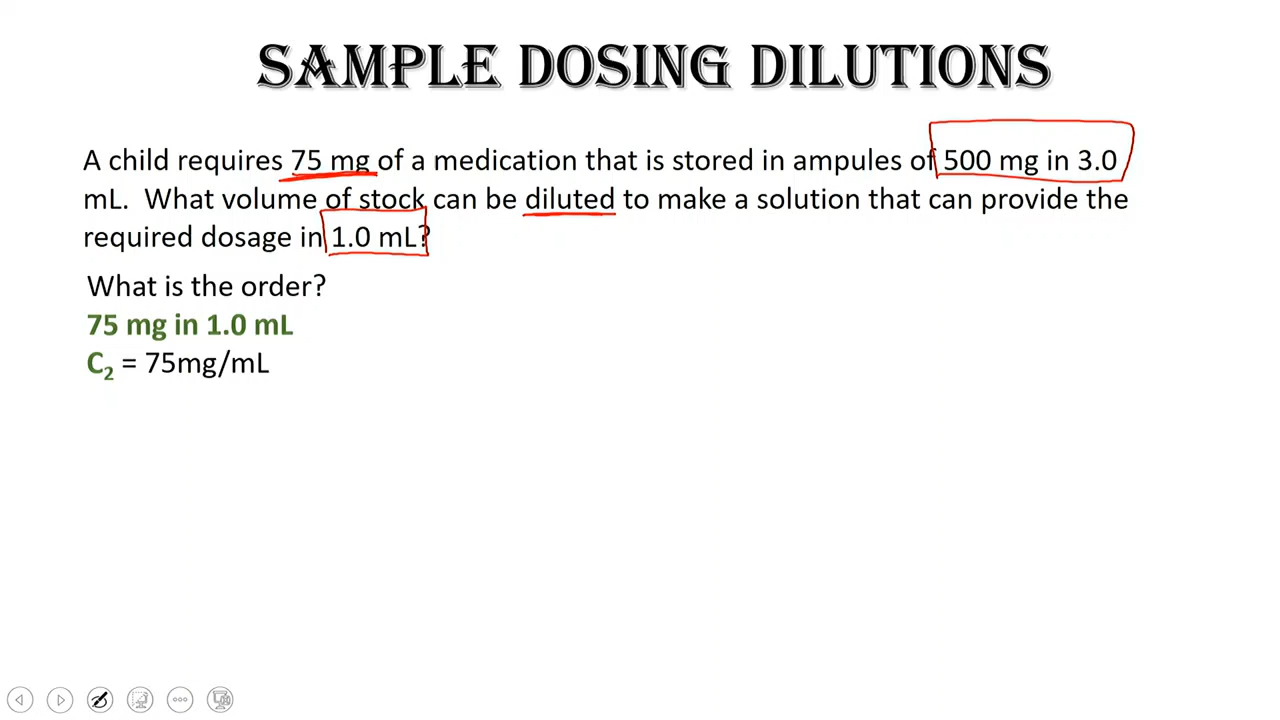 SAMPLE DOSING DILUTIONS
A child requires 75 mg of a medication that is stored in ampules of 500 mg in 3.0
mL. What volume of stock can be diluted to make a solution that can provide the
required dosage in 1.0 mL?
What is the order?
75 mg in 1.0 mL
C₂ = 75mg/mL